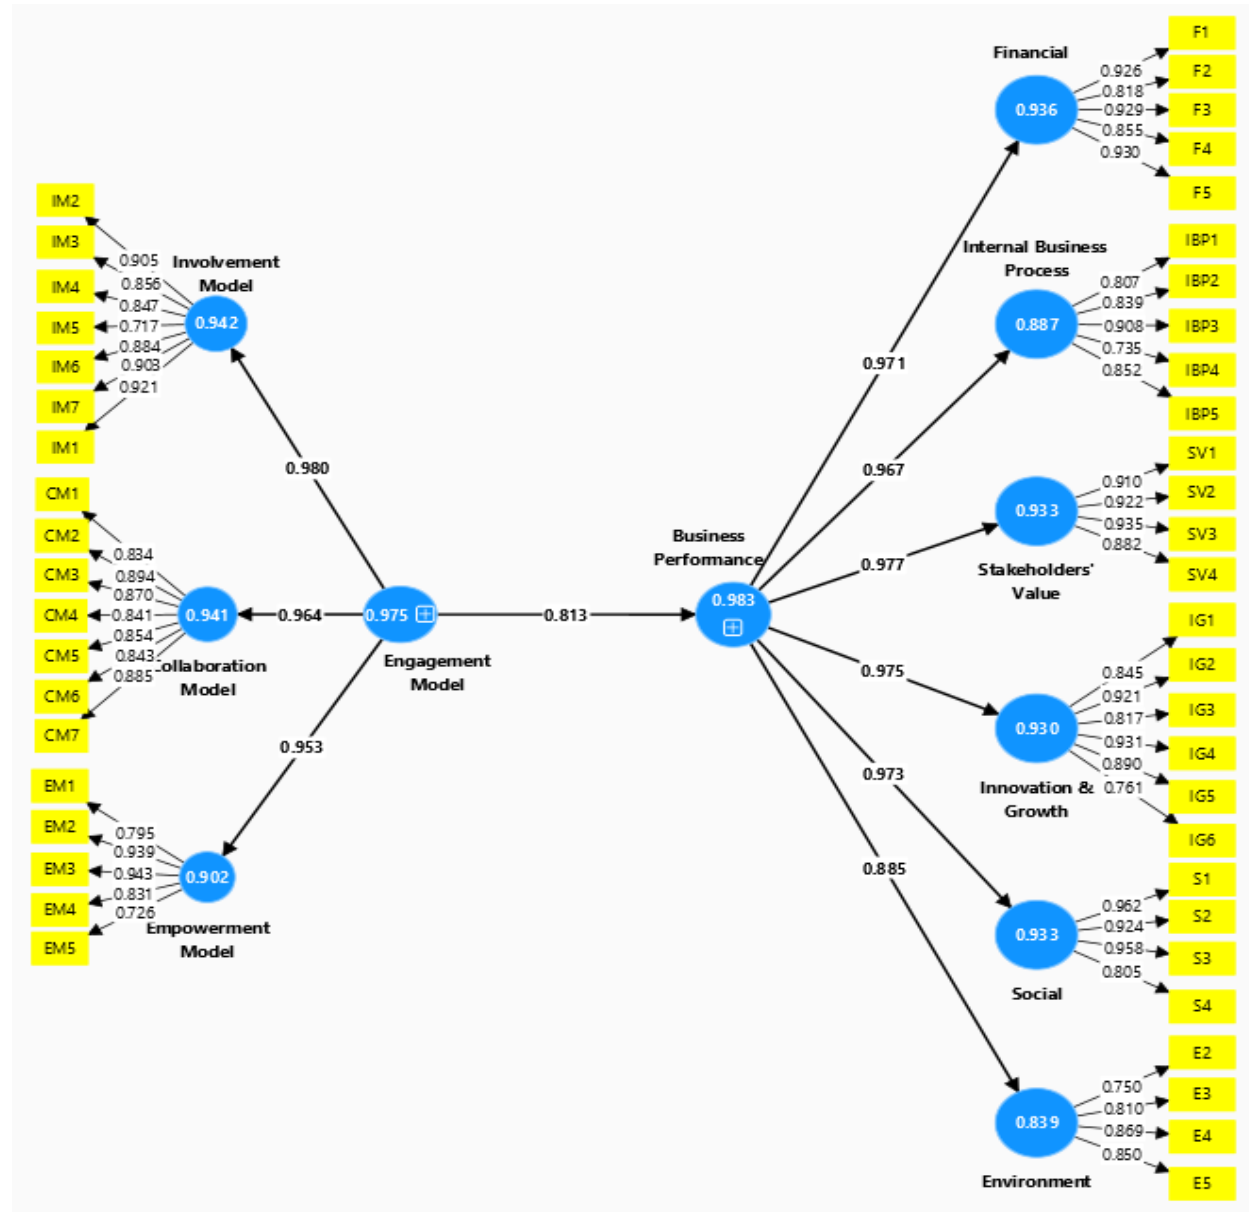 IM2
IM3
IM4
IM5
IM6
IM7
IM1
0.905
0.856
0.847
0.717
0.884
0.903
0.921
Involvement
Model
0.942
0.980
CM1
CM2
CM3
CM4
CM5
CM6
CM7
0.834
0.894
0.870
0.841
0.854
0.843
0.885
0.941
ollaboration
Model
0.964
0.975
Engagement
Model
0.953
EM1
EM2
EM3
EM4
EM5
0.795
0.939
0.943
0.831
0.726
0.902
Empowerment
Model
0.813
Business
Performance
0.983
0.971
0.967
0.977
0.975
0.973
0.885
Financial
0.936
0.926
0.818
0.929
0.855
0.930
F1
F2
F3
F4
F5
Internal Business
Process
0.887
0.807
0.839
0.908
0.735
0.852
IBP1
IBP2
IBP3
IBP4
IBP5
0.933
Stakeholders'
Value
0.910
0.922
0.935
0.882
SV1
SV2
SV3
SV4
0.930
Innovation &
Growth
0.845
0.921
0.817
0.931
0.890
0.761
IG1
IG2
IG3
IG4
IG5
IG6
0.933
Social
0.962
0.924
0.958
0.805
S1
S2
S3
S4
0.839
Environment
0.750
0.810
0.869
0.850
E2
E3
E4
E5